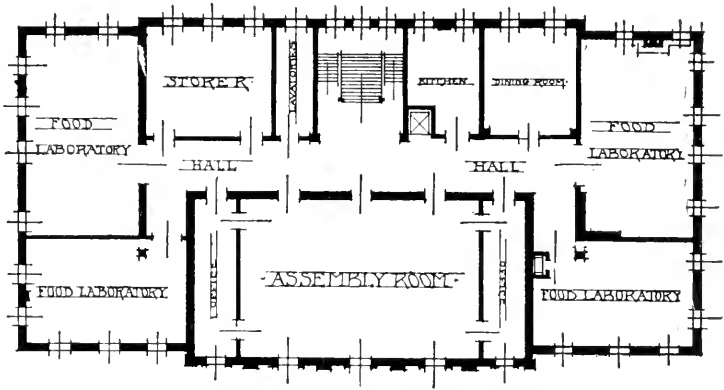 STORE R.
LAVATORIES
KITCHEN
DINING ROOM
FOOD
LABORATORY
FOOD
LABORATORY
HALL
HALL
OFFICE
ASSEMBLY ROOM
OFFICE
FOOD LABORATORY
FOOD LABORATORY